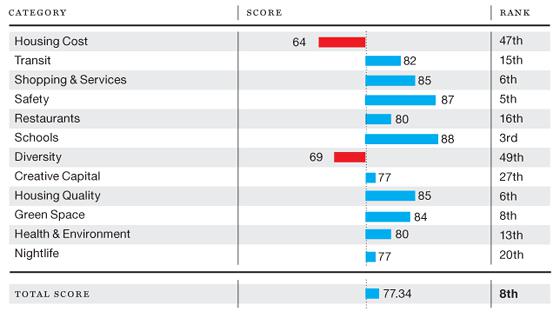 CATEGORY SCORE RANK
Housing Cost 64 47th
Transit 82 15th
Shopping & Services 85 6th
Safety 87 5th
Restaurants 80 16th
Schools 88 3rd
Diversity 69 49th
Creative Capital 77 27th
Housing Quality 85 6th
Green Space 84 8th
Health & Environment 80 13th
Nightlife 77 20th
TOTAL SCORE 77.34 8th